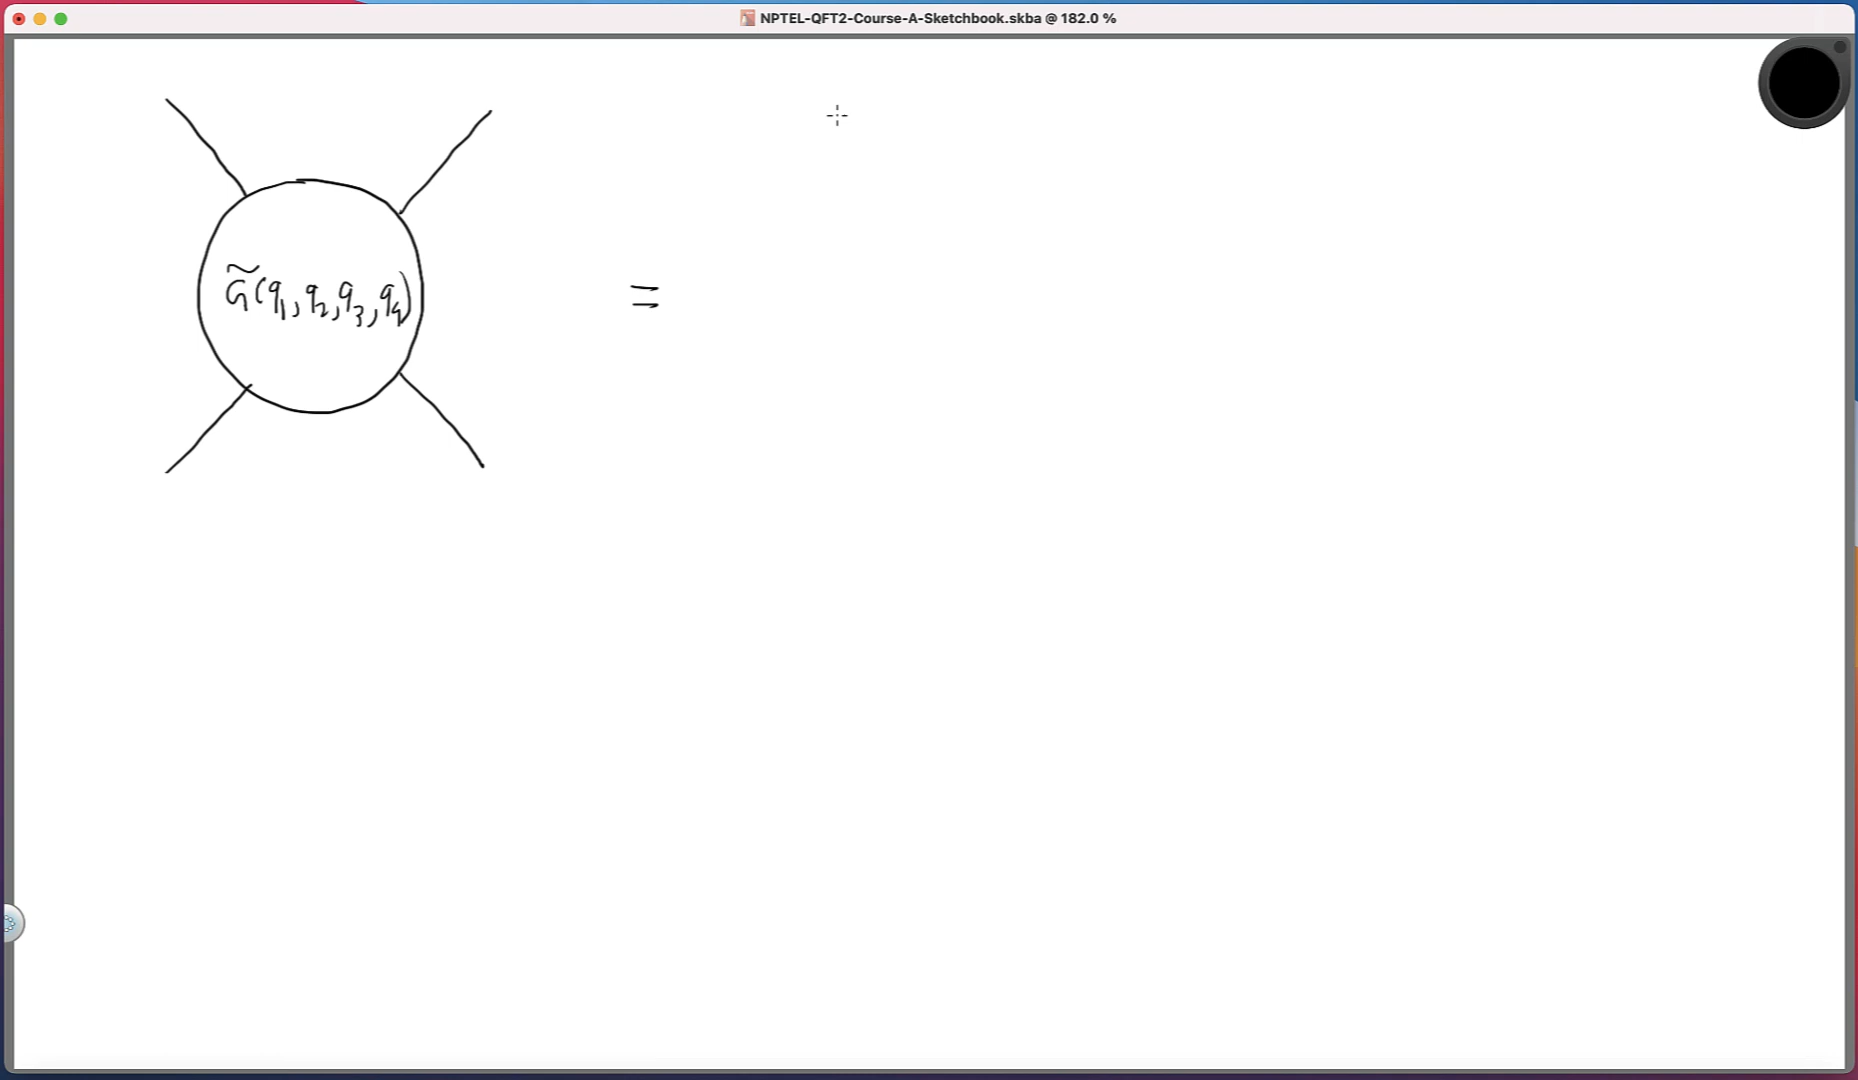 NPTEL-QFT2-Course-A-Sketchbook.skba @ 182.0 %
G̃(q₁, q₂, q₃, q₄) =